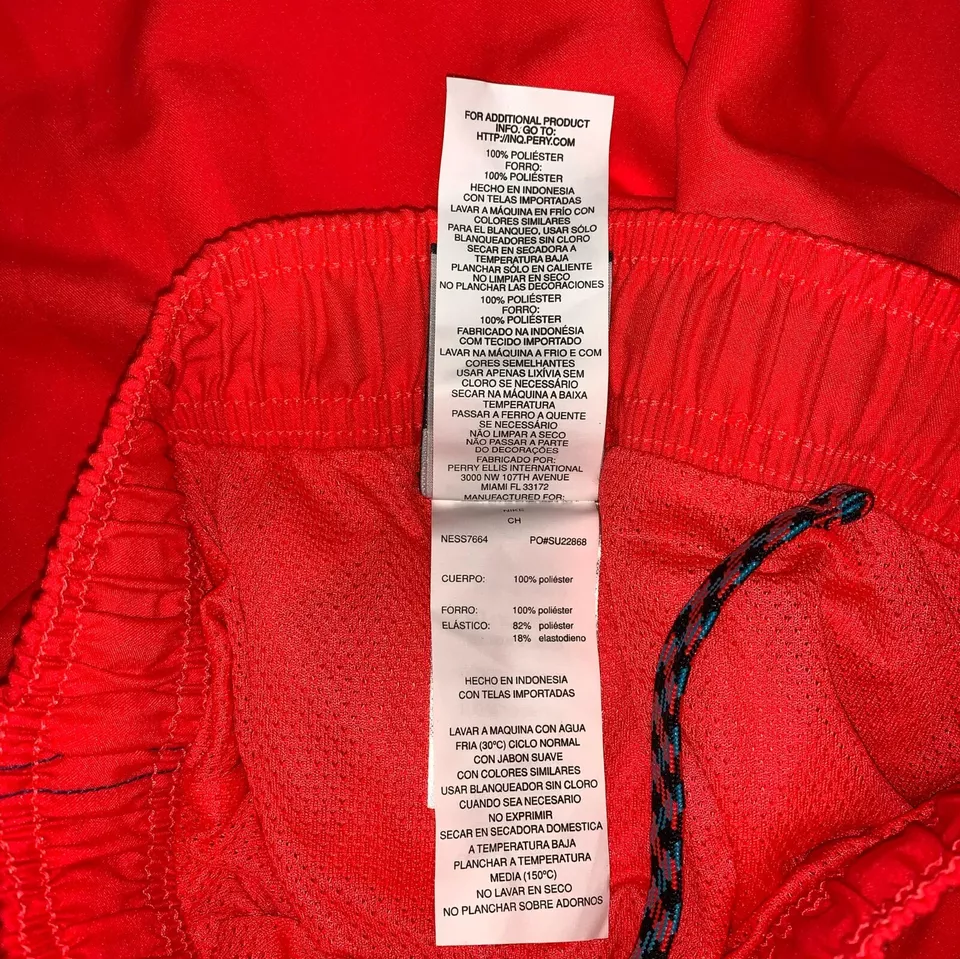 FOR ADDITIONAL PRODUCT
INFO. GO TO:
HTTP://INQ.PERY.COM
100% POLIÉSTER
FORRO:
100% POLIÉSTER
HECHO EN INDONESIA
CON TELAS IMPORTADAS
LAVAR A MÁQUINA EN FRÍO CON
COLORES SIMILARES
PARA EL BLANQUEO, USAR SÓLO
BLANQUEADORES SIN CLORO
SECAR EN SECADORA A
TEMPERATURA BAJA
PLANCHAR SÓLO EN CALIENTE
NO LIMPIAR EN SECO
NO PLANCHAR LAS DECORACIONES
100% POLIÉSTER
FORRO:
100% POLIÉSTER
FABRICADO NA INDONÉSIA
COM TECIDO IMPORTADO
LAVAR NA MÁQUINA A FRIO E COM
CORES SEMELHANTES
USAR APENAS LIXÍVIA SEM
CLORO SE NECESSÁRIO
SECAR NA MÁQUINA A BAIXA
TEMPERATURA
PASSAR A FERRO A QUENTE
SE NECESSÁRIO
NÃO LIMPAR A SECO
NÃO PASSAR A PARTE
DO DECORAÇÕES
FABRICADO POR:
PERRY ELLIS INTERNATIONAL
3000 NW 107TH AVENUE
MIAMI FL 33172
MANUFACTURED FOR:
NIKE
CH
NESS7664 PO#SU22868
CUERPO: 100% poliéster
FORRO: 100% poliéster
ELÁSTICO: 82% poliéster
18% elastodieno
HECHO EN INDONESIA
CON TELAS IMPORTADAS
LAVAR A MAQUINA CON AGUA
FRIA (30ºC) CICLO NORMAL
CON JABON SUAVE
CON COLORES SIMILARES
USAR BLANQUEADOR SIN CLORO
CUANDO SEA NECESARIO
NO EXPRIMIR
SECAR EN SECADORA DOMESTICA
A TEMPERATURA BAJA
PLANCHAR A TEMPERATURA
MEDIA (150ºC)
NO LAVAR EN SECO
NO PLANCHAR SOBRE ADORNOS